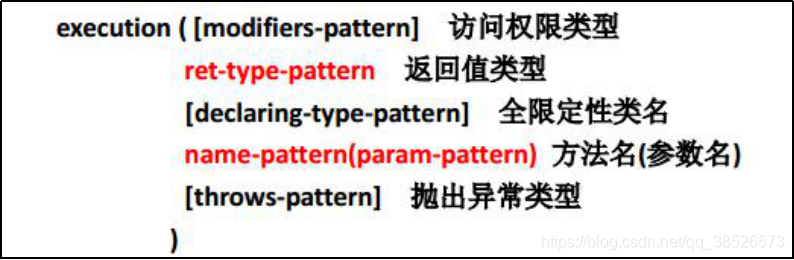 execution ( [modifiers-pattern] 访问权限类型
ret-type-pattern 返回值类型
[declaring-type-pattern] 全限定性类名
name-pattern(param-pattern) 方法名(参数名)
[throws-pattern] 抛出异常类型
)
https://blog.csdn.net/qq_38526573